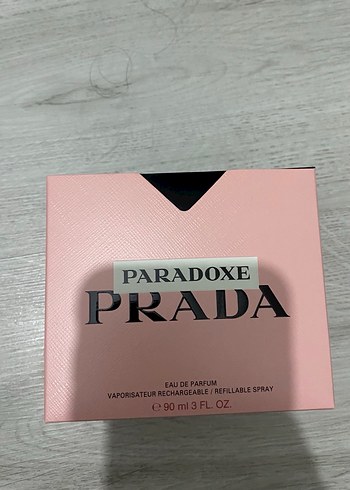 PARADOXE
PRADA
EAU DE PARFUM
VAPORISATEUR RECHARGEABLE / REFILLABLE SPRAY
℮ 90 ml 3 FL. OZ.